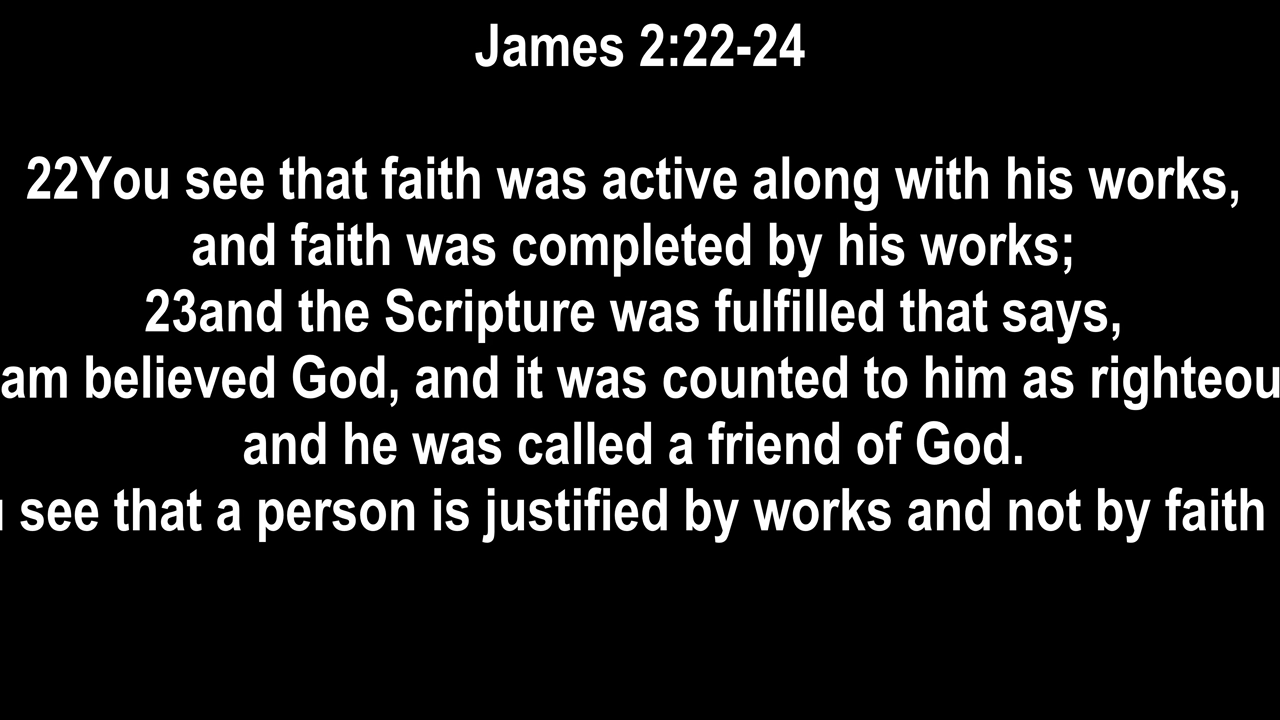 James 2:22-24
22You see that faith was active along with his works,
and faith was completed by his works;
23and the Scripture was fulfilled that says,
am believed God, and it was counted to him as righteou
and he was called a friend of God.
see that a person is justified by works and not by faith